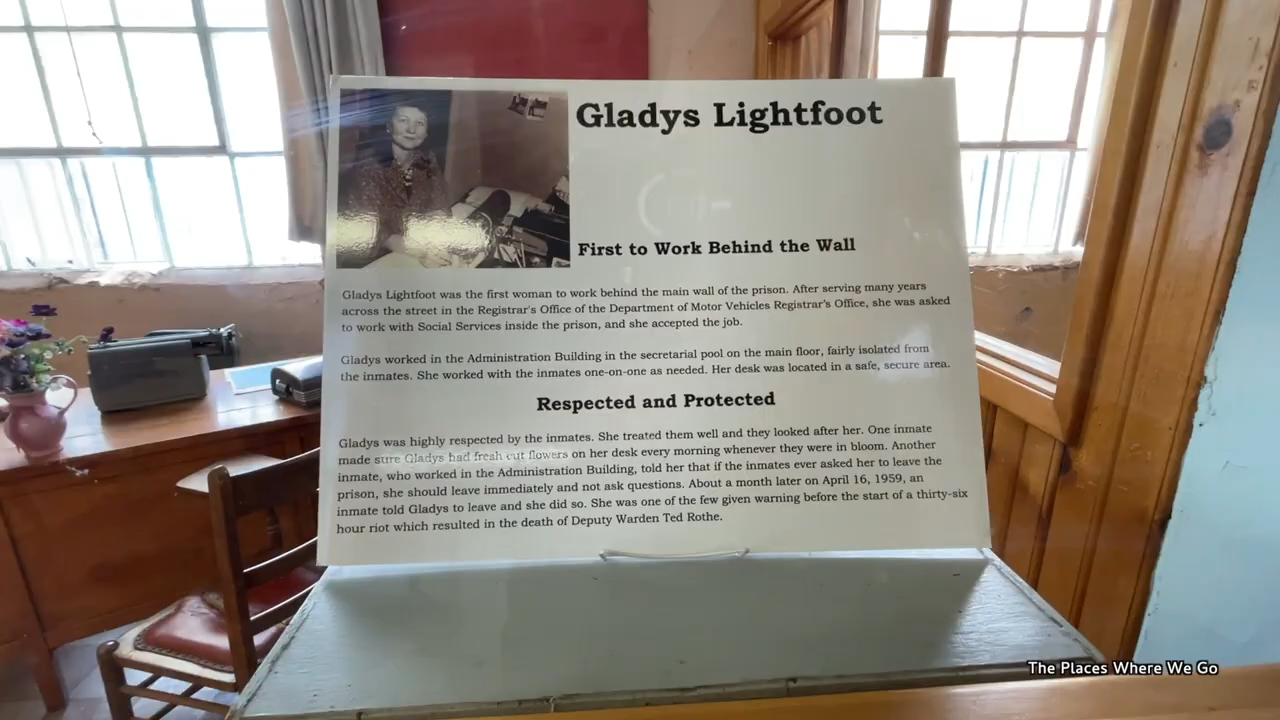 Gladys Lightfoot
First to Work Behind the Wall
Gladys Lightfoot was the first woman to work behind the main wall of the prison. After serving many years
across the street in the Registrar's Office of the Department of Motor Vehicles Registrar's Office, she was asked
to work with Social Services inside the prison, and she accepted the job.
Gladys worked in the Administration Building in the secretarial pool on the main floor, fairly isolated from
the inmates. She worked with the inmates one-on-one as needed. Her desk was located in a safe, secure area.
Respected and Protected
Gladys was highly respected by the inmates. She treated them well and they looked after her. One inmate
made sure Gladys had fresh cut flowers on her desk every morning whenever they were in bloom. Another
inmate, who worked in the Administration Building, told her that if the inmates ever asked her to leave the
prison, she should leave immediately and not ask questions. About a month later on April 16, 1959, an
inmate told Gladys to leave and she did so. She was one of the few given warning before the start of a thirty-six
hour riot which resulted in the death of Deputy Warden Ted Rothe.
The Places Where We Go